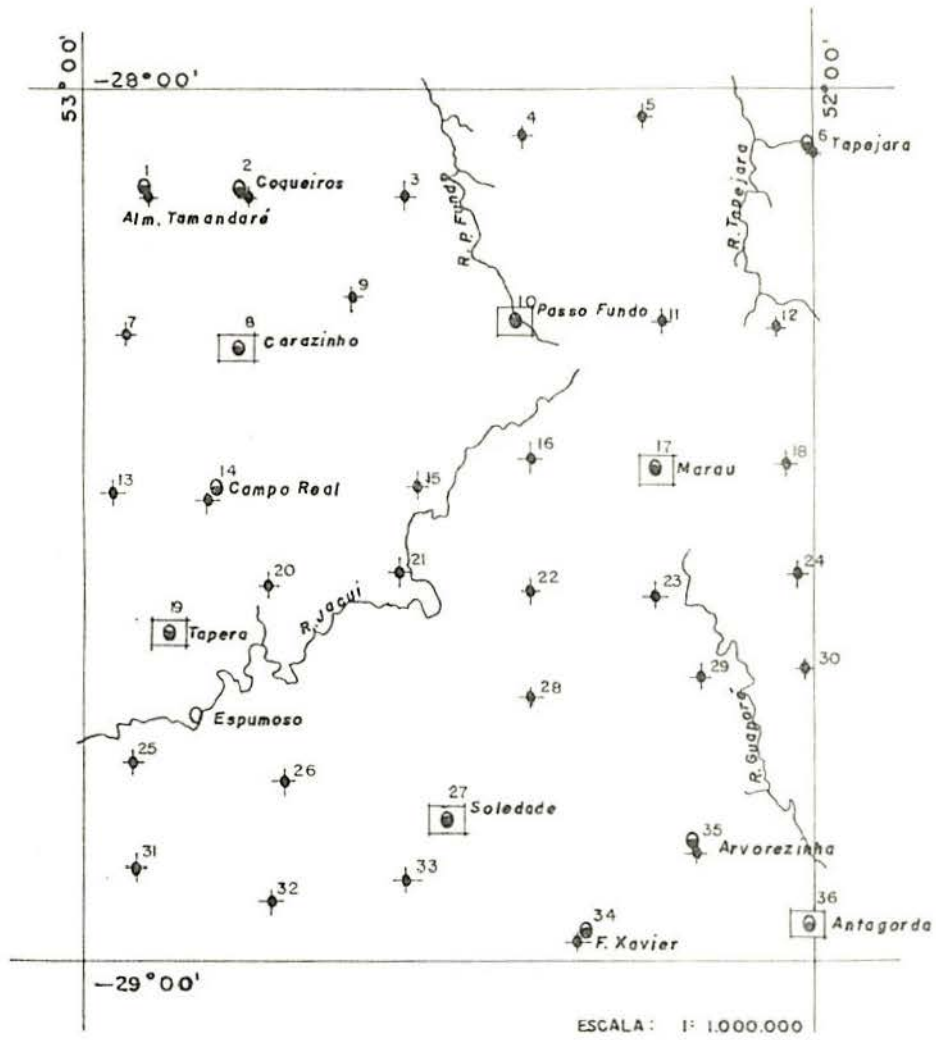 53°00'
-28°00'
52°00'
4
5
6
Tapejara
1
2
Coqueiros
3
Alm. Tamandaré
R. P. Fundo
R. Tapejara
7
8
Carazinho
9
10
Passo Fundo
11
12
13
14
Campo Real
15
16
17
Marau
18
19
Tapera
20
21
R. Jacuí
22
23
24
Espumoso
28
29
30
R. Guaporé
25
26
27
Soledade
35
Arvorezinha
31
32
33
34
F. Xavier
36
Antagorda
-29°00'
ESCALA: 1: 1.000.000